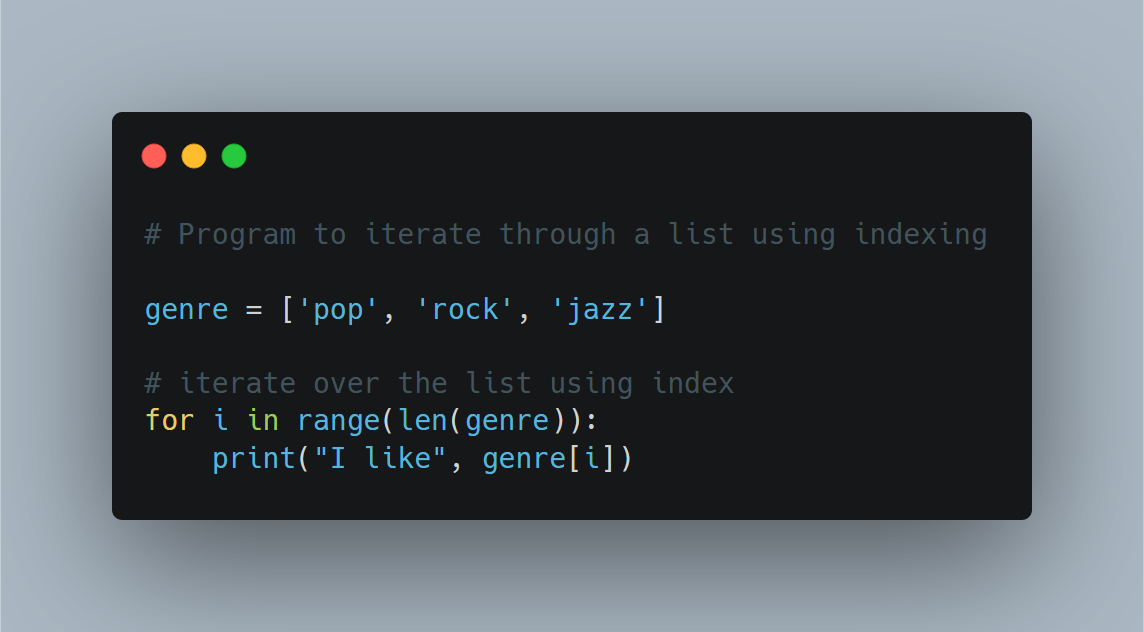 # Program to iterate through a list using indexing
genre = ['pop', 'rock', 'jazz']
# iterate over the list using index
for i in range(len(genre)):
    print("I like", genre[i])